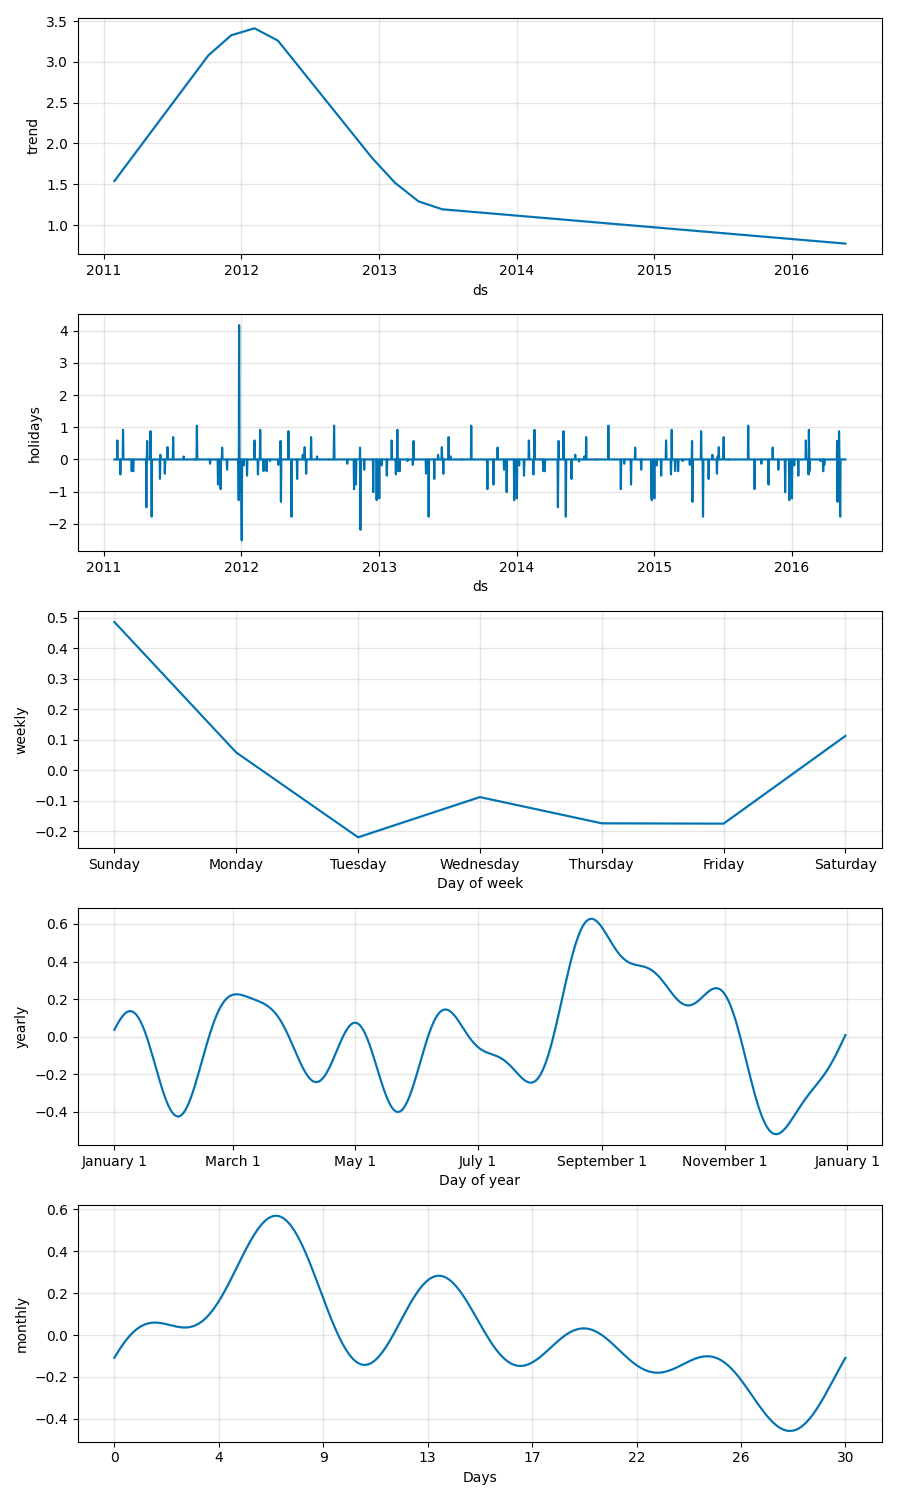 3.5
3.0
2.5
2.0
1.5
1.0
trend
2011 2012 2013 2014 2015 2016
ds
4
3
2
1
0
−1
−2
holidays
2011 2012 2013 2014 2015 2016
ds
0.5
0.4
0.3
0.2
0.1
0.0
−0.1
−0.2
weekly
Sunday Monday Tuesday Wednesday Thursday Friday Saturday
Day of week
0.6
0.4
0.2
0.0
−0.2
−0.4
yearly
January 1 March 1 May 1 July 1 September 1 November 1 January 1
Day of year
0.6
0.4
0.2
0.0
−0.2
−0.4
monthly
0 4 9 13 17 22 26 30
Days